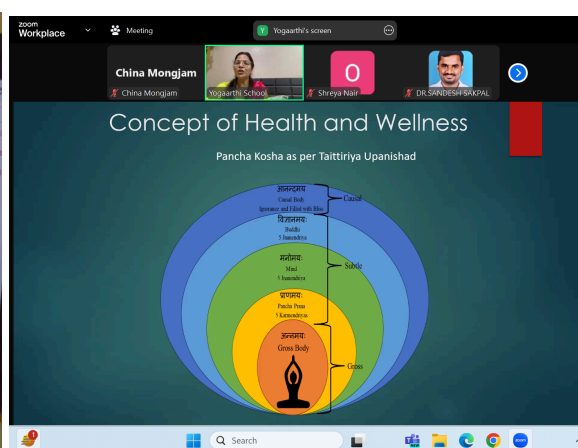 zoom
Workplace
Meeting
Y Yogaarthi's screen
China Mongjam
China Mongjam
Yogaarthi School
O
Shreya Nair
DR.SANDESH SAKPAL
Concept of Health and Wellness
Pancha Kosha as per Taittiriya Upanishad
आनन्दमय
Causal Body
Ignorance and Filled with Bliss
Causal
विज्ञानमय:
Buddhi
5 Jnanendriya
मनोमय:
Mind
5 Jnanendriya
Subtle
प्राणमय:
Pancha Prana
5 Karmendriyas
अन्नमय:
Gross Body
Gross
1
Search
zoom